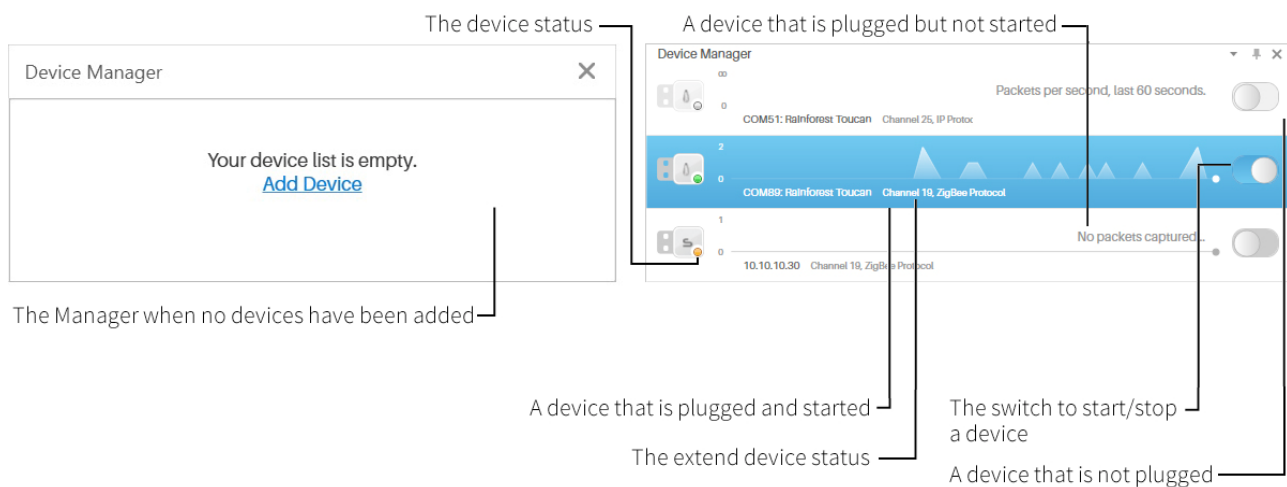 The device status
A device that is plugged but not started
Device Manager
Your device list is empty.
Add Device
The Manager when no devices have been added
Device Manager
∞
0
Packets per second, last 60 seconds.
COM51: Rainforest Toucan Channel 25, IP Protox
2
0
COM89: Rainforest Toucan Channel 19, ZigBee Protocol
1
0
No packets captured...
10.10.10.30 Channel 19, ZigBee Protocol
A device that is plugged and started
The extend device status
The switch to start/stop
a device
A device that is not plugged